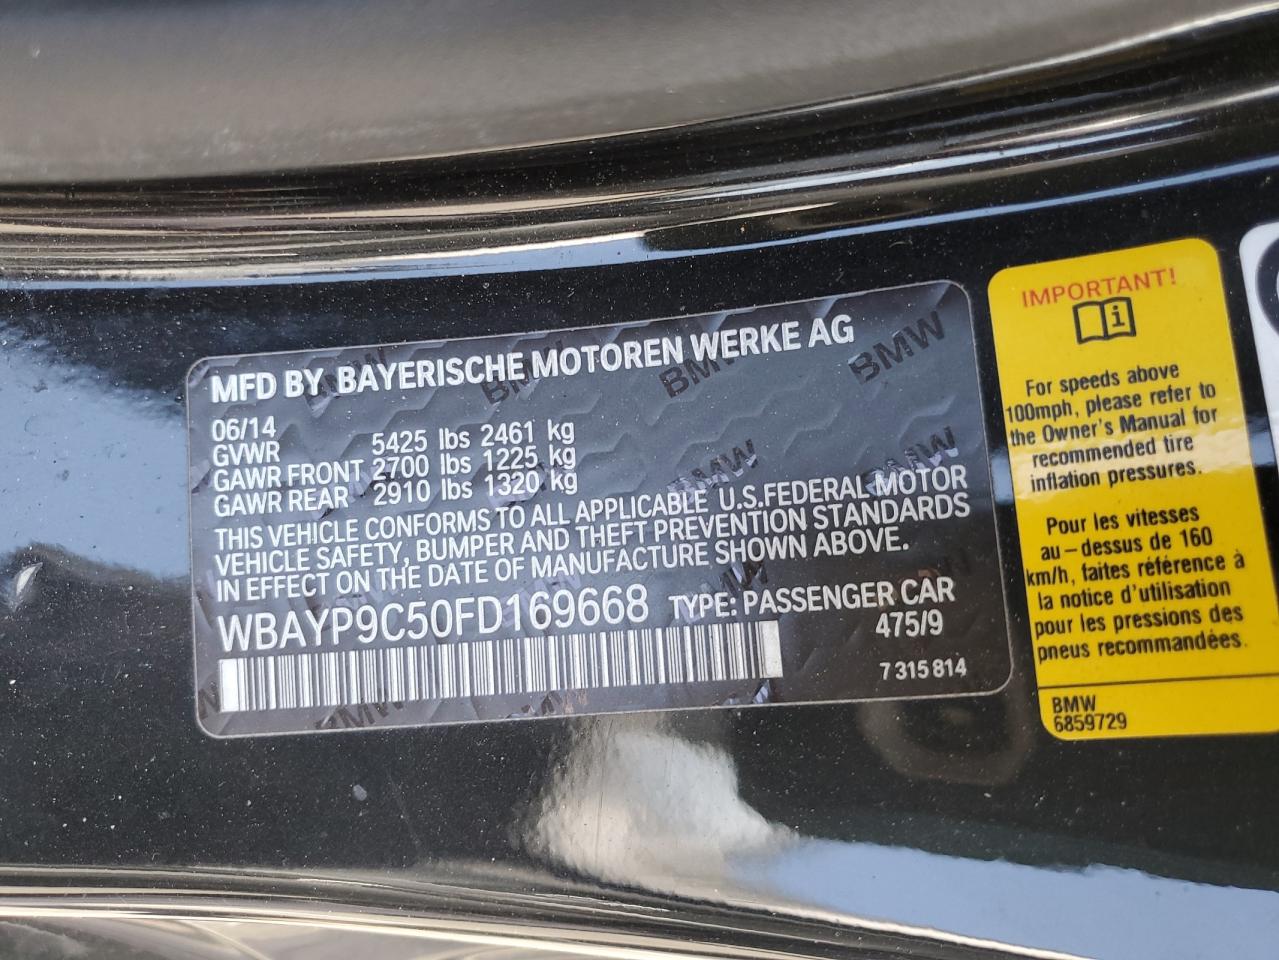 MFD BY BAYERISCHE MOTOREN WERKE AG
06/14
GVWR 5425 lbs 2461 kg
GAWR FRONT 2700 lbs 1225 kg
GAWR REAR 2910 lbs 1320 kg
THIS VEHICLE CONFORMS TO ALL APPLICABLE U.S.FEDERAL MOTOR
VEHICLE SAFETY, BUMPER AND THEFT PREVENTION STANDARDS
IN EFFECT ON THE DATE OF MANUFACTURE SHOWN ABOVE.
WBAYP9C50FD169668 TYPE: PASSENGER CAR
475/9
7 315 814
IMPORTANT!
i
For speeds above
100mph, please refer to
the Owner's Manual for
recommended tire
inflation pressures.
Pour les vitesses
au-dessus de 160
km/h, faites référence à
la notice d'utilisation
pour les pressions de
pneus recommandées.
BMW
6859729